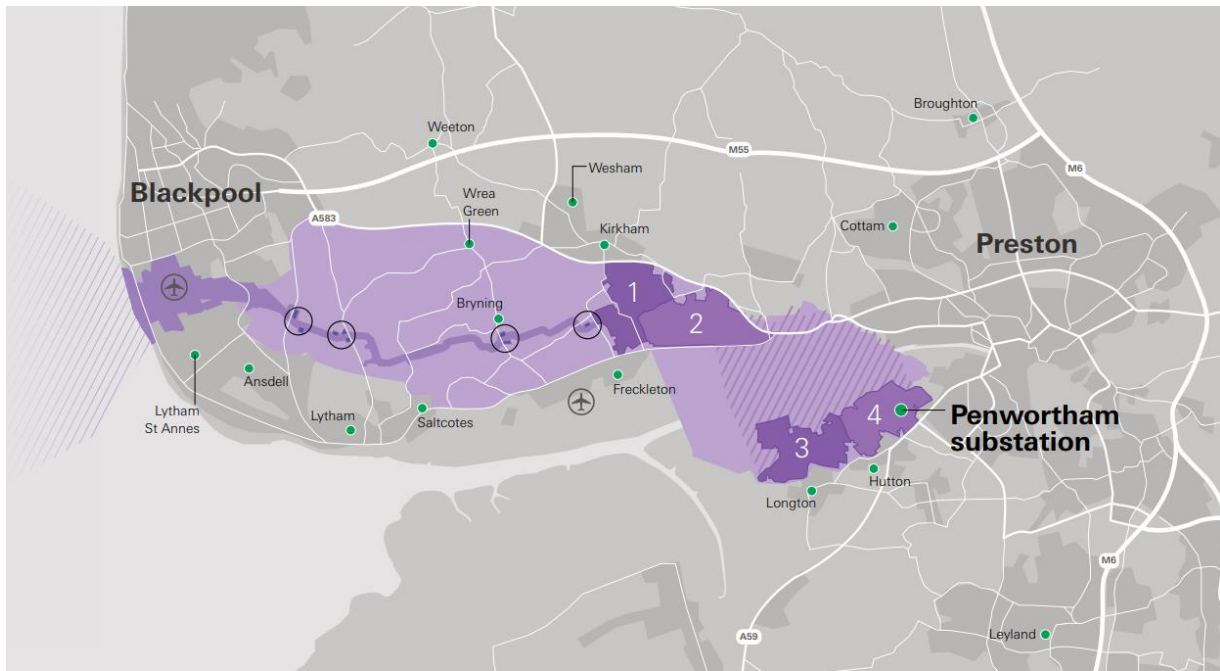 Broughton
Weeton
M55
M6
Wesham
Blackpool
Wrea
Green
A583
Cottam
Kirkham
Preston
1
Bryning
2
Ansdell
Freckleton
Lytham
St Annes
Lytham
Saltcotes
4
Penwortham
substation
3
Hutton
Longton
M6
A59
Leyland